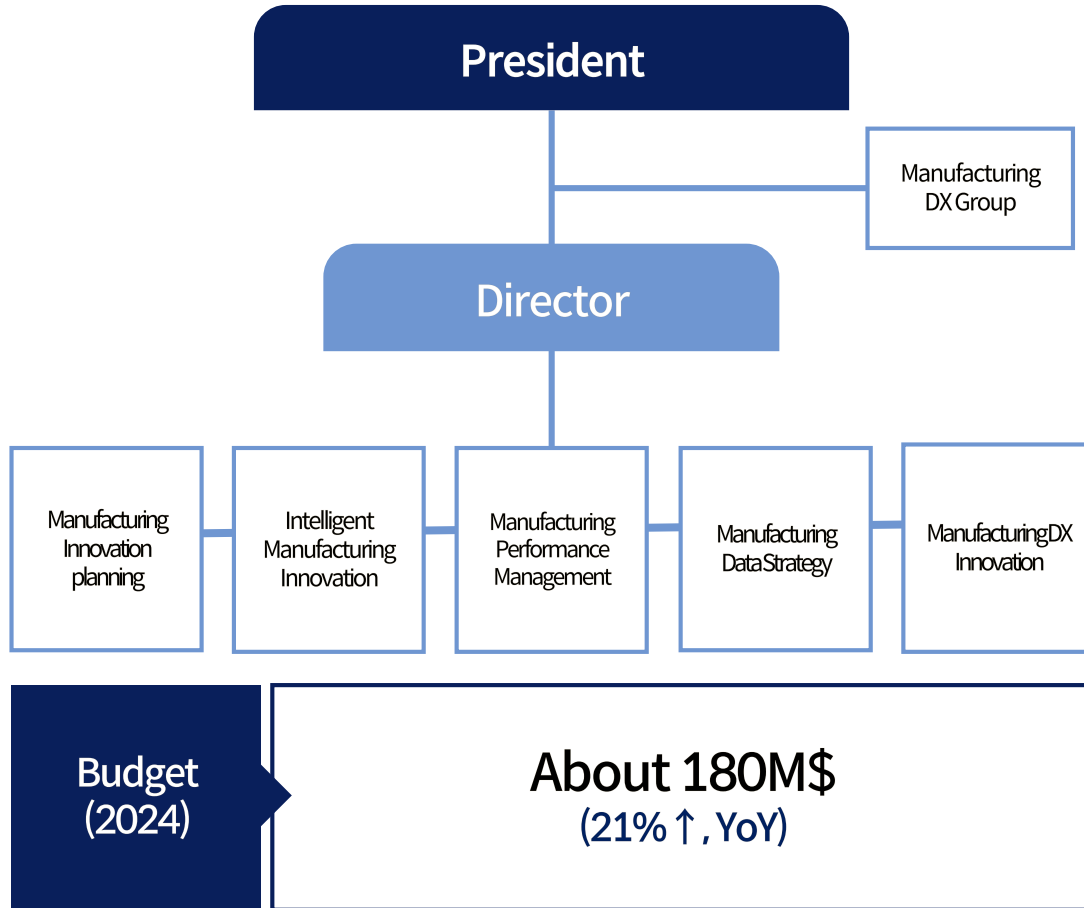 President
Manufacturing
DX Group
Director
Manufacturing
Innovation
planning
Intelligent
Manufacturing
Innovation
Manufacturing
Performance
Management
Manufacturing
Data Strategy
Manufacturing DX
Innovation
Budget
(2024)
About 180M$
(21% ↑, YoY)